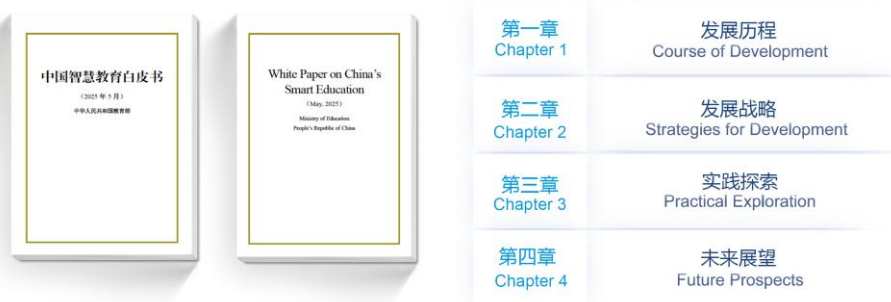 中国智慧教育白皮书
（2025 年 5 月）
中华人民共和国教育部
White Paper on China's
Smart Education
(May, 2025)
Ministry of Education
People's Republic of China
第一章
Chapter 1
发展历程
Course of Development
第二章
Chapter 2
发展战略
Strategies for Development
第三章
Chapter 3
实践探索
Practical Exploration
第四章
Chapter 4
未来展望
Future Prospects